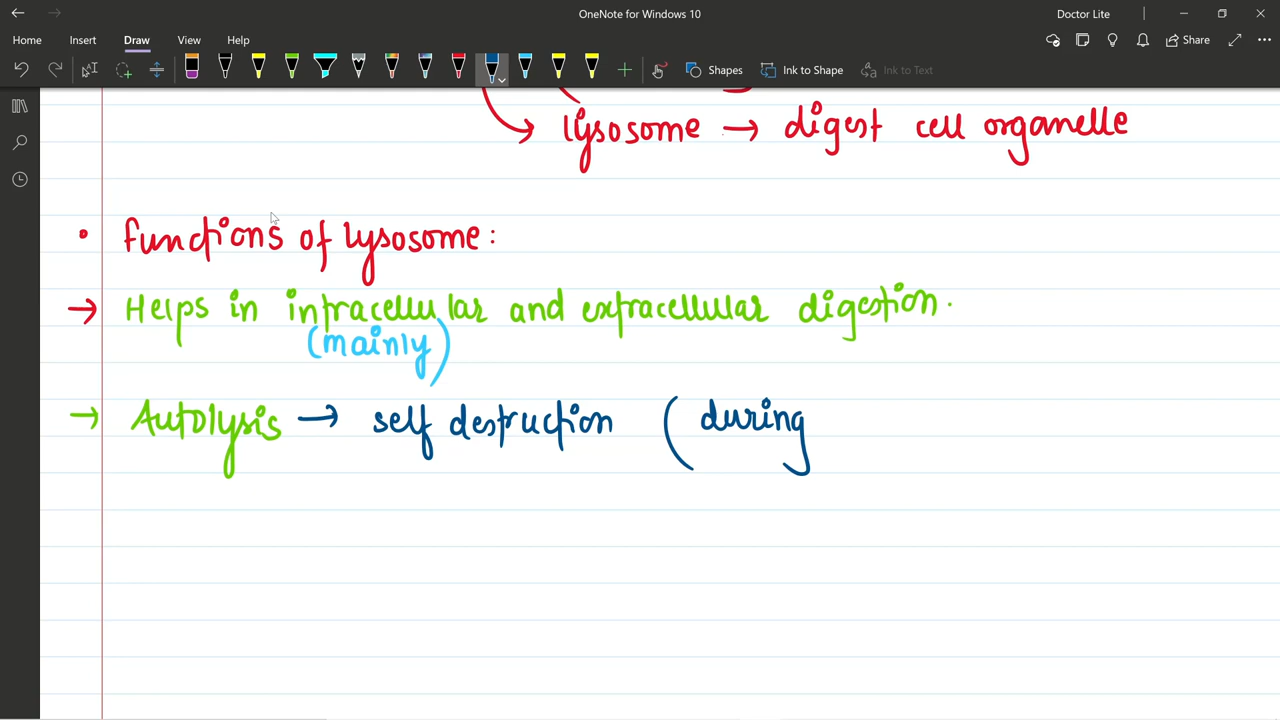 OneNote for Windows 10
Doctor Lite
Home Insert Draw View Help
Share
Shapes Ink to Shape Ink to Text
lysosome → digest cell organelle
• functions of lysosome:
→ Helps in intracellular and extracellular digestion.
(mainly)
→ Autolysis → self destruction ( during